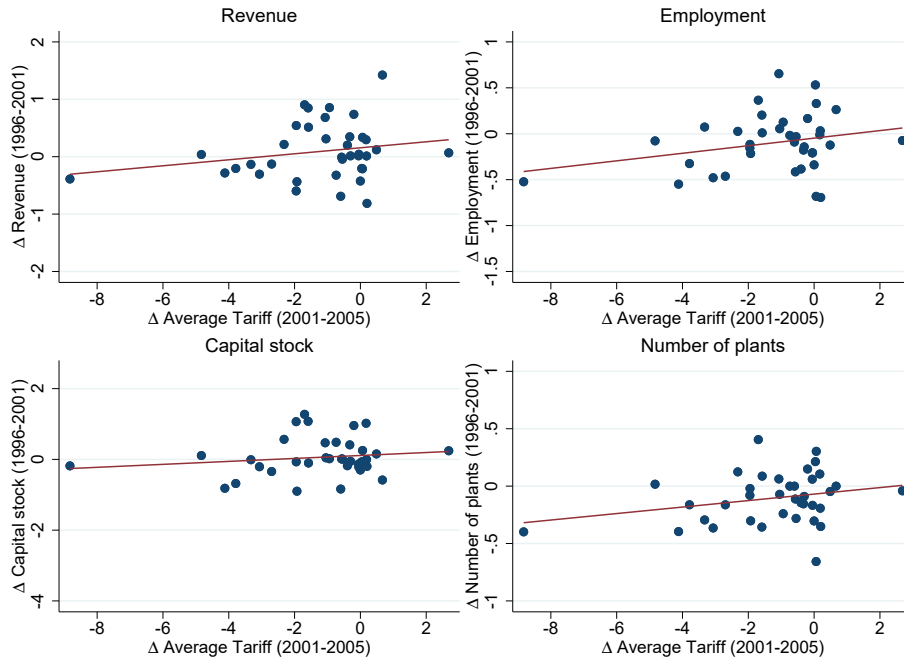 Revenue
Δ Revenue (1996-2001)
2
1
0
-1
-2
-8 -6 -4 -2 0 2
Δ Average Tariff (2001-2005)
Employment
Δ Employment (1996-2001)
1
.5
0
-.5
-1
-1.5
-8 -6 -4 -2 0 2
Δ Average Tariff (2001-2005)
Capital stock
Δ Capital stock (1996-2001)
2
0
-2
-4
-8 -6 -4 -2 0 2
Δ Average Tariff (2001-2005)
Number of plants
Δ Number of plants (1996-2001)
1
.5
0
-.5
-1
-8 -6 -4 -2 0 2
Δ Average Tariff (2001-2005)